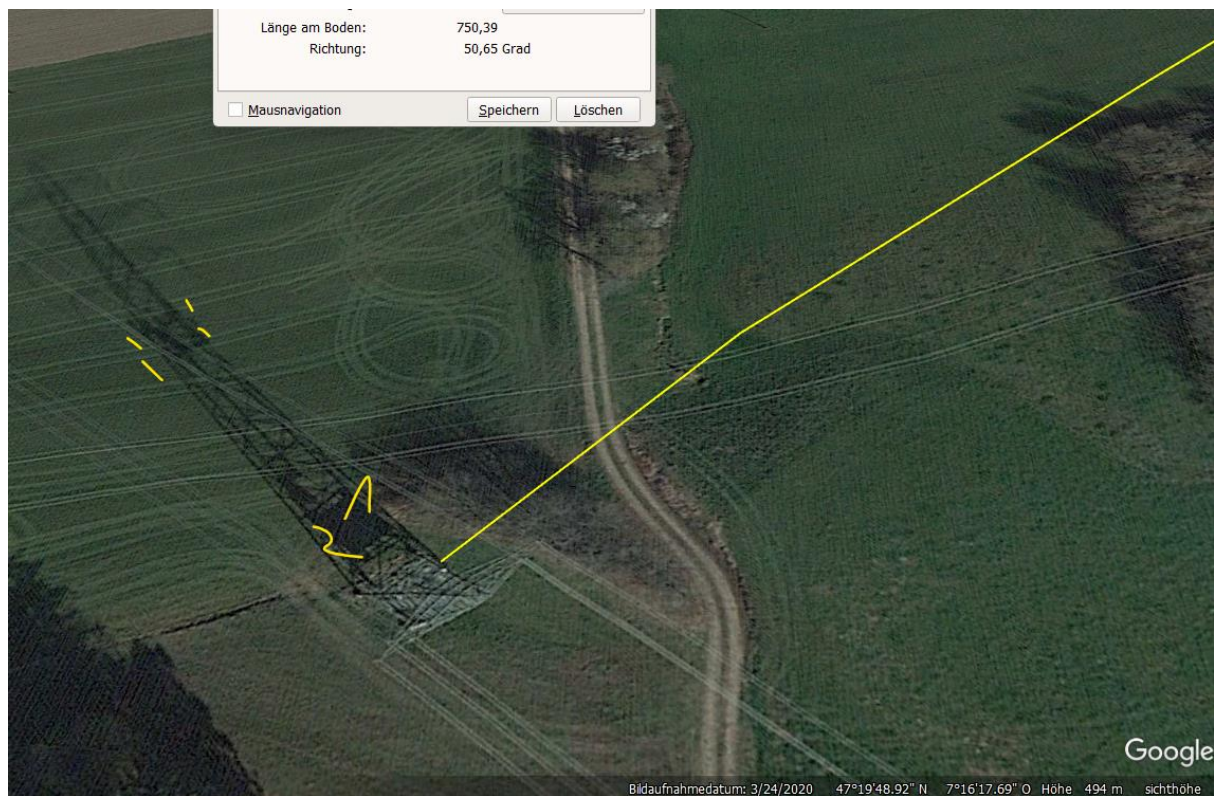 Länge am Boden: 750,39
Richtung: 50,65 Grad
Mausnavigation Speichern Löschen
Google
Bildaufnahmedatum: 3/24/2020 47°19'48.92" N 7°16'17.69" O Höhe 494 m sichthöhe